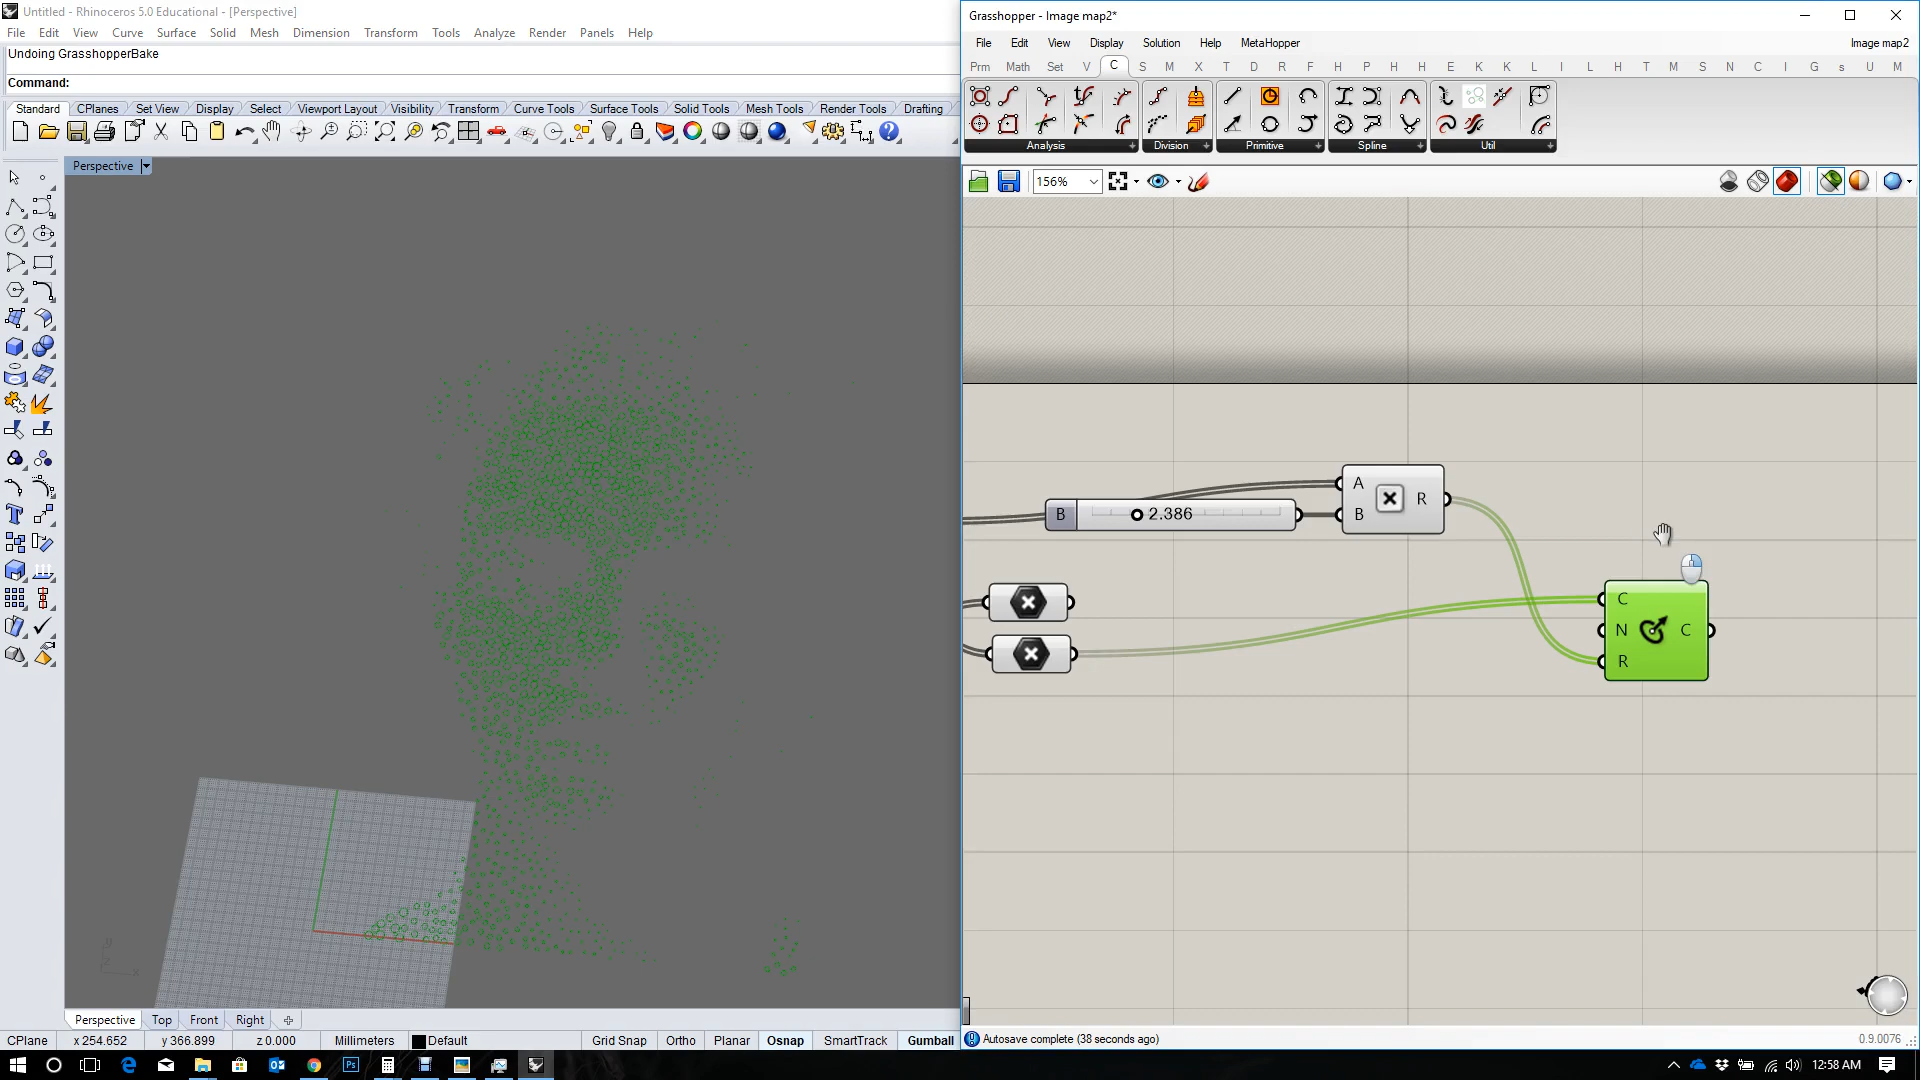 Untitled - Rhinoceros 5.0 Educational - [Perspective]
File Edit View Curve Surface Solid Mesh Dimension Transform Tools Analyze Render Panels Help
Undoing GrasshopperBake
Command:
Standard CPlanes Set View Display Select Viewport Layout Visibility Transform Curve Tools Surface Tools Solid Tools Mesh Tools Render Tools Drafting
Perspective
Perspective Top Front Right
CPlane x 254.652 y 366.899 z 0.000 Millimeters Default Grid Snap Ortho Planar Osnap SmartTrack Gumball
Grasshopper - Image map2*
File Edit View Display Solution Help MetaHopper Image map2
Prm Math Set V C S M X T D R F H P H H E K K L I L H T M S N C I G s U M
Analysis Division Primitive Spline Util
156%
B 2.386
A
B
R
C
N
R
C
Autosave complete (38 seconds ago) 0.9.0076
12:58 AM